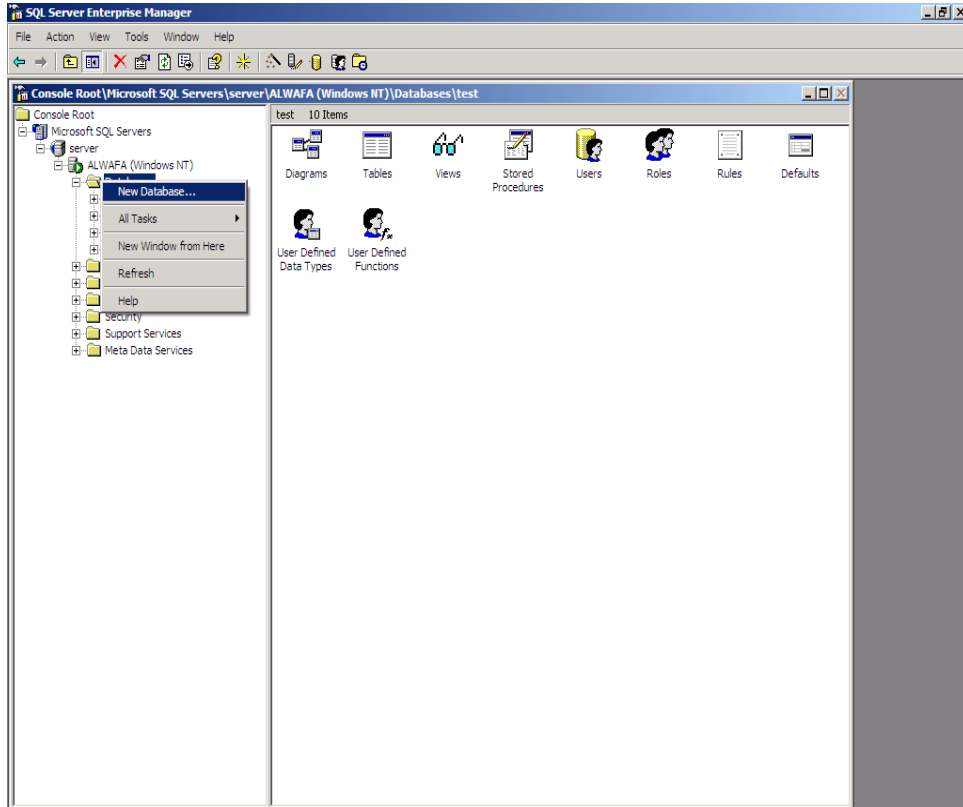 SQL Server Enterprise Manager
File Action View Tools Window Help
Console Root\Microsoft SQL Servers\server\ALWAFA (Windows NT)\Databases\test
Console Root
Microsoft SQL Servers
server
ALWAFA (Windows NT)
New Database...
All Tasks
New Window from Here
Refresh
Help
Security
Support Services
Meta Data Services
test 10 Items
Diagrams
Tables
Views
Stored
Procedures
Users
Roles
Rules
Defaults
User Defined
Data Types
User Defined
Functions